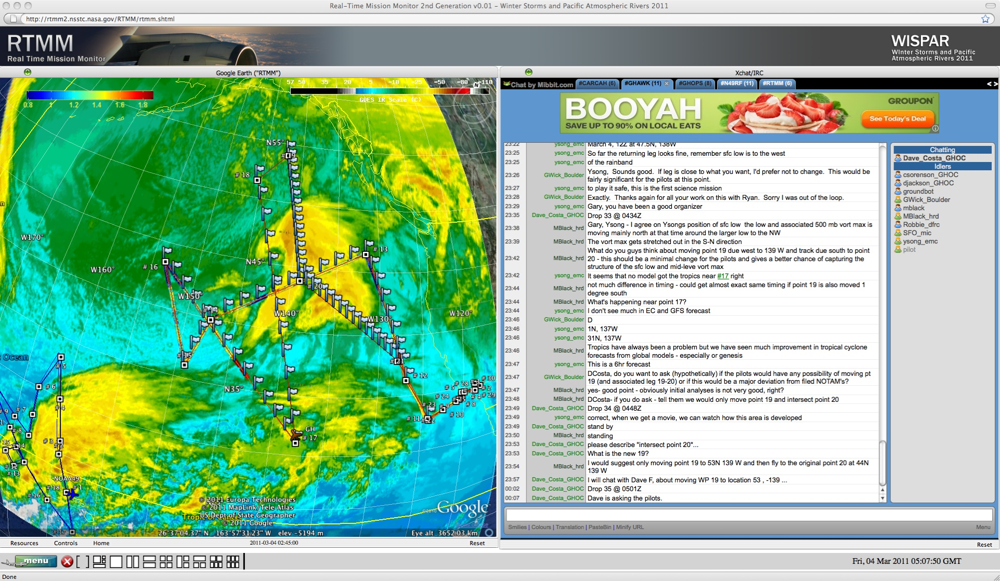 Real-Time Mission Monitor 2nd Generation v0.01 – Winter Storms and Pacific Atmospheric Rivers 2011
http://rtmm2.nsstc.nasa.gov/RTMM/rtmm.shtml
RTMM
Real Time Mission Monitor
WISPAR
WInter Storms and Pacific
Atmospheric Rivers 2011
Google Earth ("RTMM")
57 50 35 20 5 -10 -25 -50 -80 -110
N
GOES IR Scale (C)
0.8 1 1.2 1.4 1.6 1.8
N55°
#19
# 18
W170°
# 13
N45°
# 16
W160°
# 20
W150°
# 14
W140°
W130°
W120°
# 15
#21
Ocean
# 5
# 12
# 6
N35°
# 30
# 28
# 2
# 29
# 24
# 25
# 4
# 8
# 23
# 9
# 10
# 11
#22
# 4
# 7
# 9
# 8
GH
# 17
# 3
# 2
15
#14
#12
# 13
NOAA49
# 18
# 1
# 16
# 17
© 2011 Europa Technologies
© 2011 MapLink/Tele Atlas
US Dept of State Geographer
© 2011 Google
Tropic of Cancer
©2010 Google
26°37'04.37" N 163°57'31.23" W elev -5194 m
Eye alt 3652.03 km
Resources Controls Home
2011-03-04 02:45:00
Reset
Xchat/IRC
Chat by Mibbit.com
#CARCAH (6) #GHAWK (11) #GHOPS (8) #N49RF (11) #RTMM (6)
< >
BOOYAH
SAVE UP TO 90% ON LOCAL EATS
GROUPON
See Today's Deal
23:22 ysong_emc March 4, 12Z at 47.5N, 138W
23:25 ysong_emc So far the returning leg looks fine, remember sfc low is to the west
23:25 ysong_emc of the rainband
23:26 GWick_Boulder Ysong, Sounds good. If leg is close to what you want, I'd prefer not to change. This would be
fairly significant for the pilots at this point.
23:27 ysong_emc to play it safe, this is the first science mission
23:28 GWick_Boulder Exactly. Thanks again for all your work on this with Ryan. Sorry I was out of the loop.
23:29 ysong_emc Gary, you have been a good organizer
23:35 Dave_Costa_GHOC Drop 33 @ 0434Z
23:38 MBlack_hrd Gary, Ysong - I agree on Ysongs position of sfc low the low and associated 500 mb vort max is
moving mainly north at that time around the larger low to the NW
23:39 MBlack_hrd The vort max gets stretched out in the S-N direction
23:42 MBlack_hrd What do you guys think about moving point 19 due west to 139 W and track due south to point
20 - this should be a minimal change for the pilots and gives a better chance of capturing the
structure of the sfc low and mid-leve vort max
23:42 ysong_emc It seems that no model got the tropics near #17 right
23:44 MBlack_hrd not much difference in timing - could get almost exact same timing if point 19 is also moved 1
degree south
23:44 MBlack_hrd What's happening near point 17?
23:44 ysong_emc I don't see much in EC and GFS forecast
23:46 GWick_Boulder D
23:46 ysong_emc 1N, 137W
23:46 ysong_emc 31N, 137W
23:46 MBlack_hrd Tropics have always been a problem but we have seen much improvement in tropical cyclone
forecasts from global models - especially or genesis
23:47 ysong_emc This is a 6hr forecast
23:47 GWick_Boulder DCosta, do you want to ask (hypothetically) if the pilots would have any possibility of moving pt
19 (and associated leg 19-20) or if this would be a major deviation from filed NOTAM's?
23:47 MBlack_hrd yes- good point - obviously initial analyses is not very good, right?
23:48 MBlack_hrd DCosta- if you do ask - tell them we would only move point 19 and intersect point 20
23:49 Dave_Costa_GHOC Drop 34 @ 0448Z
23:49 ysong_emc correct, when we get a movie, we can watch how this area is developed
23:49 Dave_Costa_GHOC stand by
23:50 MBlack_hrd standing
23:53 Dave_Costa_GHOC please describe "intersect point 20"...
23:53 Dave_Costa_GHOC What is the new 19?
23:54 MBlack_hrd I would suggest only moving point 19 to 53N 139 W and then fly to the original point 20 at 44N
139 W
23:57 Dave_Costa_GHOC I will chat with Dave F, about moving WP 19 to location 53 , -139 ...
00:02 Dave_Costa_GHOC Drop 35 @ 0501Z
00:07 Dave_Costa_GHOC Dave is asking the pilots.
Chatting
Dave_Costa_GHOC
Idlers
csorenson_GHOC
djackson_GHOC
groundbot
GWick_Boulder
mblack
MBlack_hrd
Robbie_dfrc
SFO_mic
ysong_emc
pilot
Smilies | Colours | Translation | PasteBin | Minify URL
Menu
Reset
menu
Fri, 04 Mar 2011 05:07:50 GMT
Done